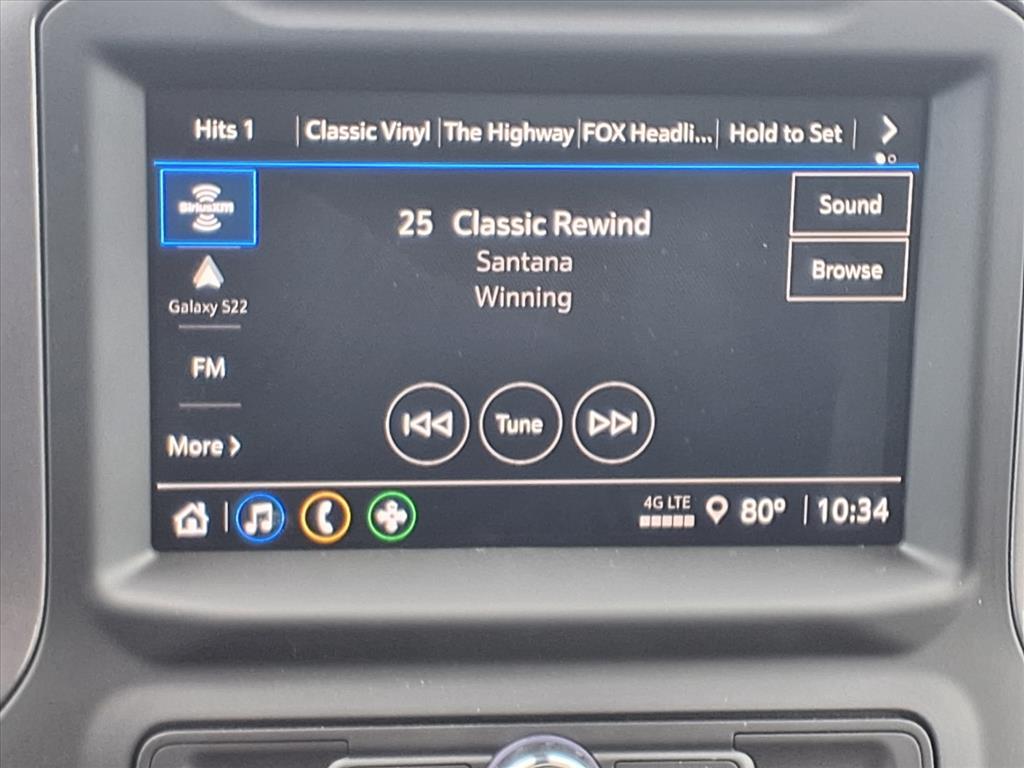 Hits 1 Classic Vinyl The Highway FOX Headli... Hold to Set
SiriusXM
25 Classic Rewind
Santana
Winning
Sound
Browse
Galaxy S22
FM
More
Tune
4G LTE
80° 10:34